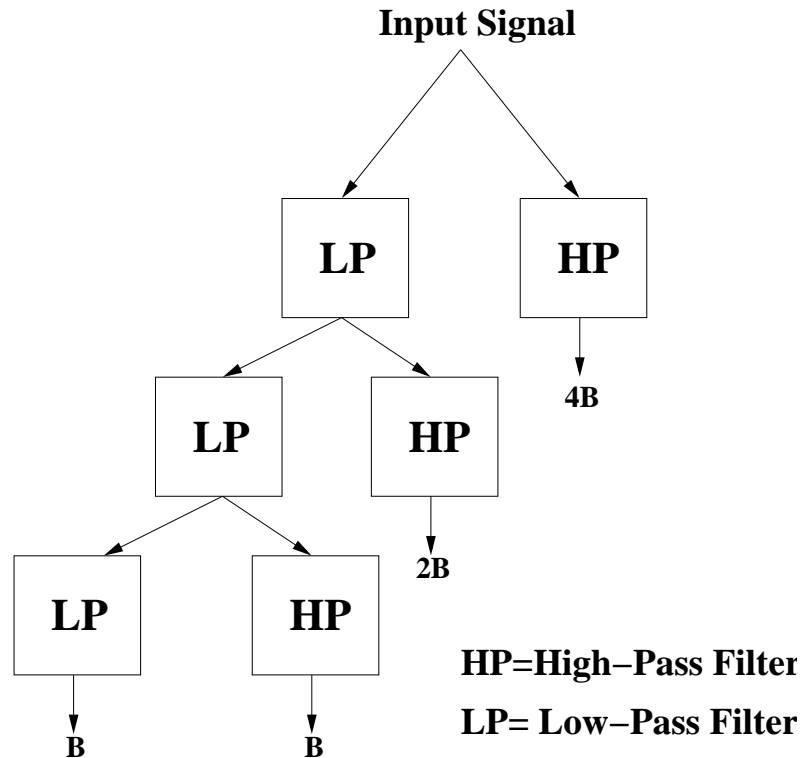 Input Signal
LP
HP
4B
LP
HP
2B
LP
HP
HP=High−Pass Filter
LP= Low−Pass Filter
B
B